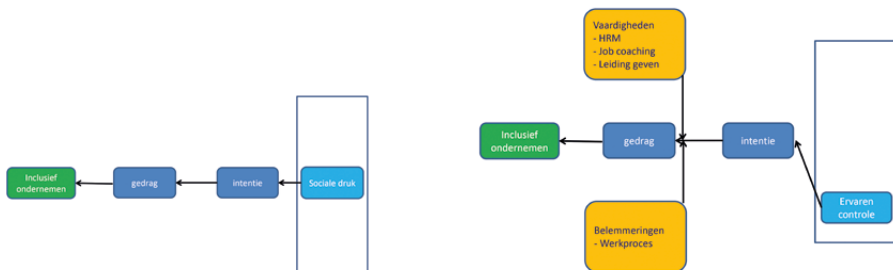 Inclusief
ondernemen
gedrag
intentie
Sociale druk
Vaardigheden
- HRM
- Job coaching
- Leiding geven
Inclusief
ondernemen
gedrag
intentie
Ervaren
controle
Belemmeringen
- Werkproces